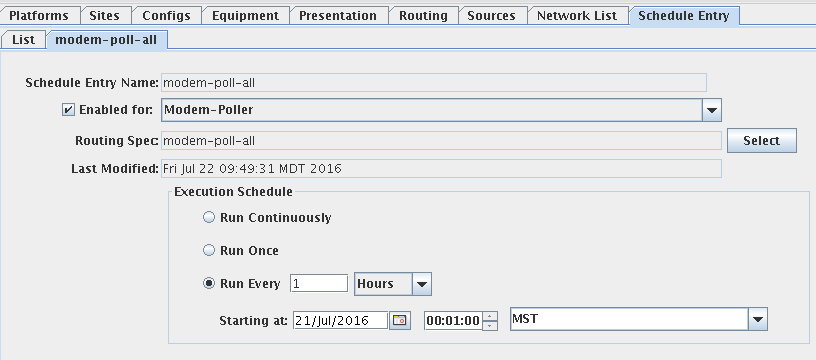 Platforms Sites Configs Equipment Presentation Routing Sources Network List Schedule Entry
List modem-poll-all
Schedule Entry Name: modem-poll-all
Enabled for: Modem-Poller
Routing Spec: modem-poll-all Select
Last Modified: Fri Jul 22 09:49:31 MDT 2016
Execution Schedule
Run Continuously
Run Once
Run Every 1 Hours
Starting at: 21/Jul/2016 00:01:00 MST